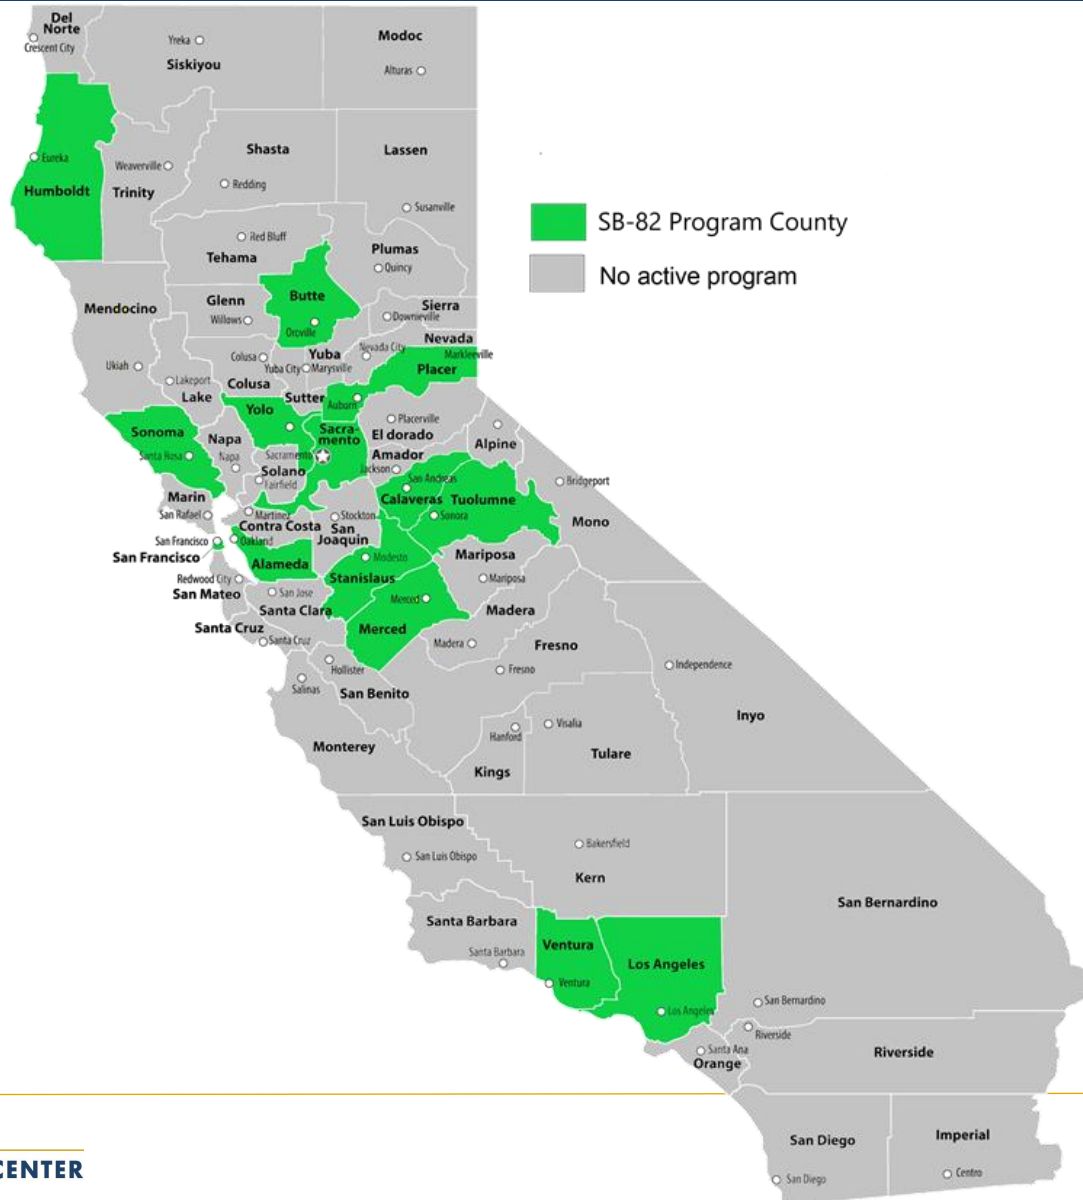 Del
Norte
Crescent City
Yreka
Siskiyou
Modoc
Alturas
Eureka
Humboldt
Weaverville
Trinity
Shasta
Redding
Lassen
Susanville
SB-82 Program County
No active program
Red Bluff
Tehama
Plumas
Quincy
Butte
Oroville
Glenn
Willows
Sierra
Downieville
Mendocino
Ukiah
Nevada
Nevada City
Markleeville
Placer
Colusa
Colusa
Yuba
Yuba City
Marysville
Lakeport
Lake
Sutter
Auburn
Yolo
Sonoma
Santa Rosa
Napa
Napa
Sacra-
mento
Sacramento
Placerville
El dorado
Amador
Jackson
Alpine
Solano
Fairfield
San Andreas
Calaveras
Tuolumne
Sonora
Bridgeport
Mono
Marin
San Rafael
Martinez
Contra Costa
Stockton
San
Joaquin
San Francisco
San Francisco
Oakland
Alameda
Modesto
Stanislaus
Mariposa
Mariposa
Redwood City
San Mateo
San Jose
Santa Clara
Merced
Merced
Madera
Madera
Santa Cruz
Santa Cruz
Fresno
Fresno
Hollister
San Benito
Salinas
Monterey
Independence
Inyo
Hanford
Kings
Visalia
Tulare
San Luis Obispo
San Luis Obispo
Bakersfield
Kern
San Bernardino
San Bernardino
Santa Barbara
Santa Barbara
Ventura
Ventura
Los Angeles
Los Angeles
Riverside
Riverside
Santa Ana
Orange
San Diego
San Diego
Imperial
Centro
CENTER